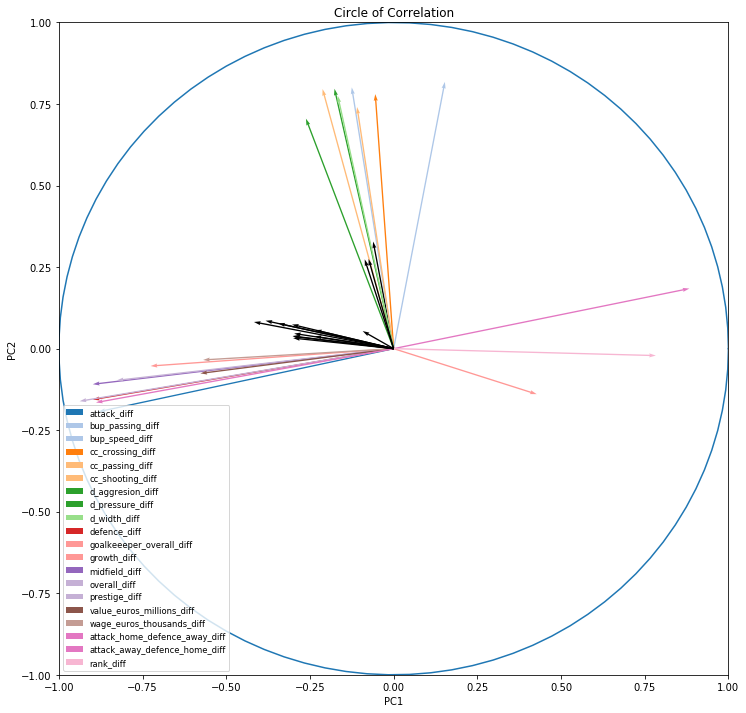 Circle of Correlation
1.00
0.75
0.50
0.25
0.00
−0.25
−0.50
−0.75
−1.00
PC2
attack_diff
bup_passing_diff
bup_speed_diff
cc_crossing_diff
cc_passing_diff
cc_shooting_diff
d_aggresion_diff
d_pressure_diff
d_width_diff
defence_diff
goalkeeeper_overall_diff
growth_diff
midfield_diff
overall_diff
prestige_diff
value_euros_millions_diff
wage_euros_thousands_diff
attack_home_defence_away_diff
attack_away_defence_home_diff
rank_diff
−1.00 −0.75 −0.50 −0.25 0.00 0.25 0.50 0.75 1.00
PC1